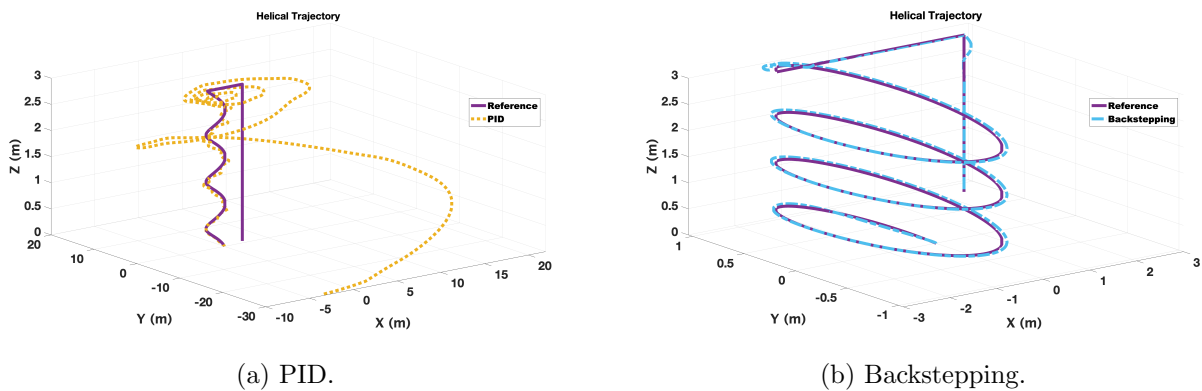 Helical Trajectory
3
2.5
2
1.5
1
0.5
0
Z (m)
20
10
0
-10
-20
-30
Y (m)
-10
-5
0
5
10
15
20
X (m)
Reference
PID
(a) PID.
Helical Trajectory
3
2.5
2
1.5
1
0.5
0
Z (m)
1
0.5
0
-0.5
-1
Y (m)
-3
-2
-1
0
1
2
3
X (m)
Reference
Backstepping
(b) Backstepping.